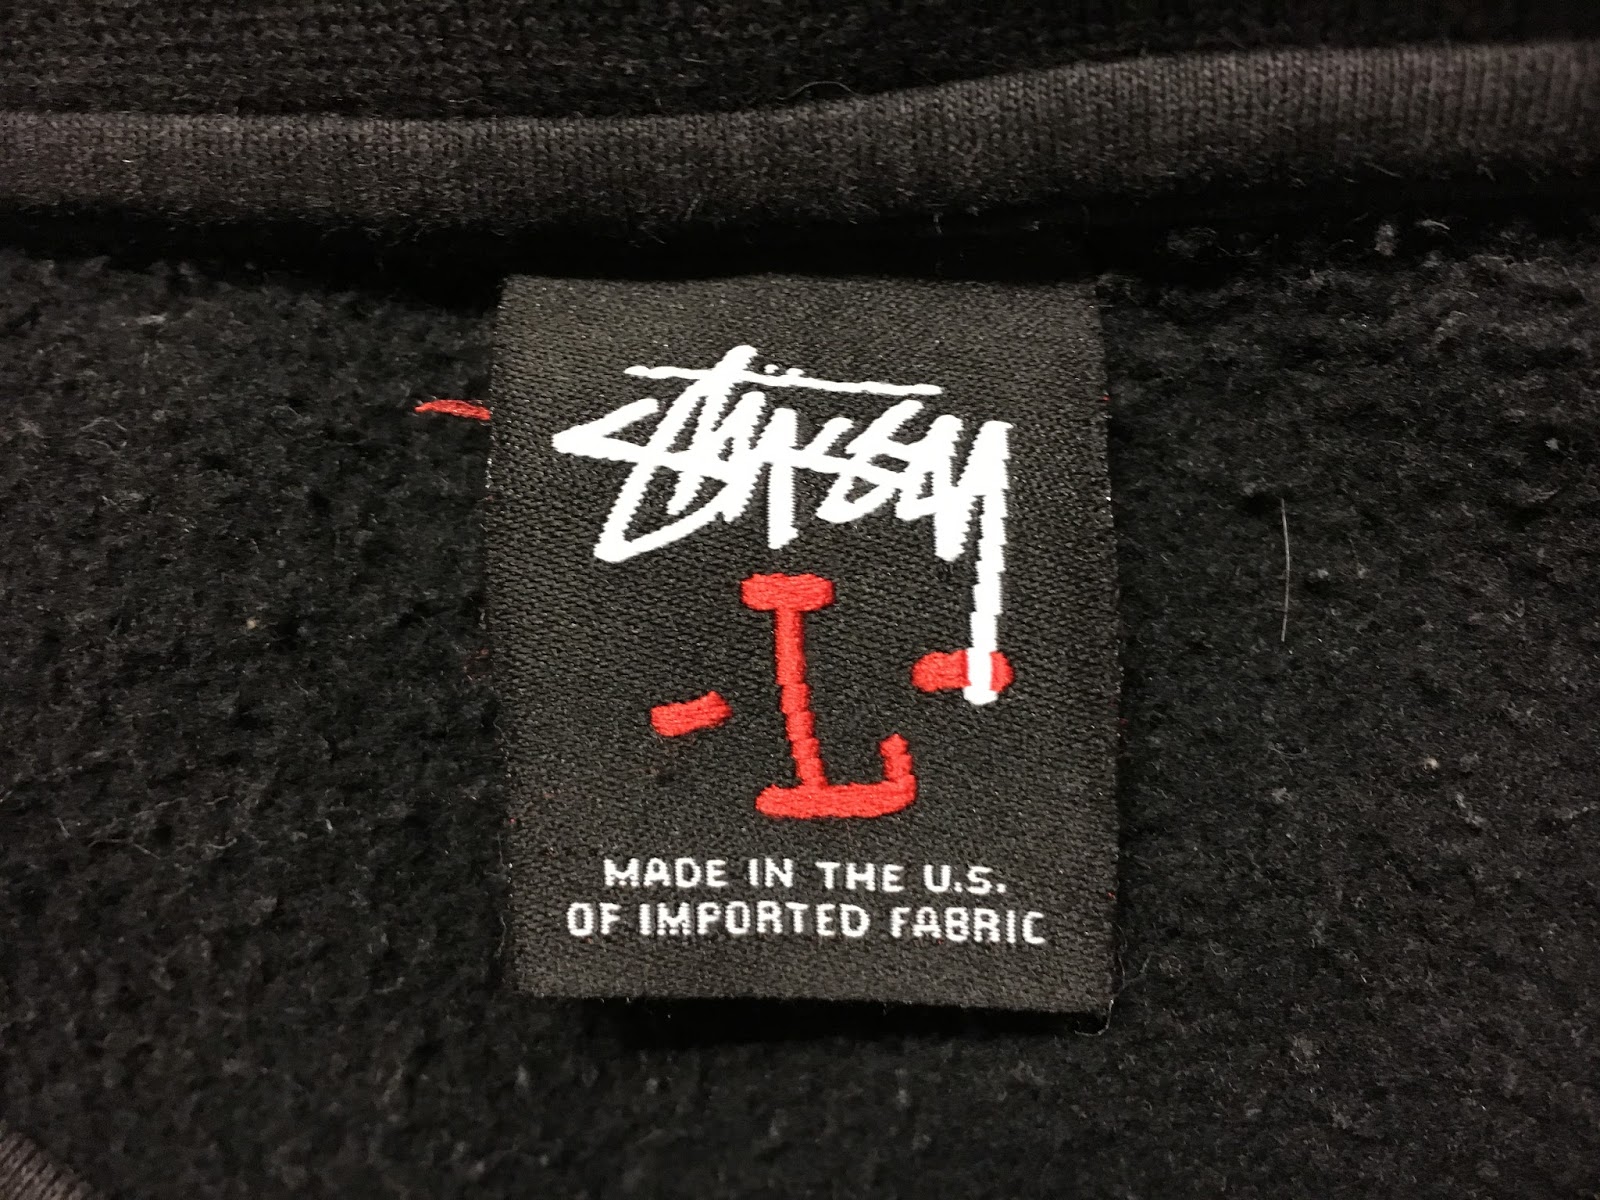 Stüssy
-L-
MADE IN THE U.S.
OF IMPORTED FABRIC